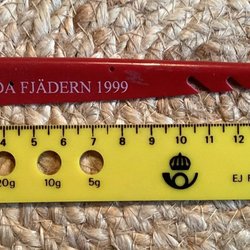 DA FJÄDERN 1999
4 5 6 7 8 9 10 11 12
20g 10g 5g EJ F